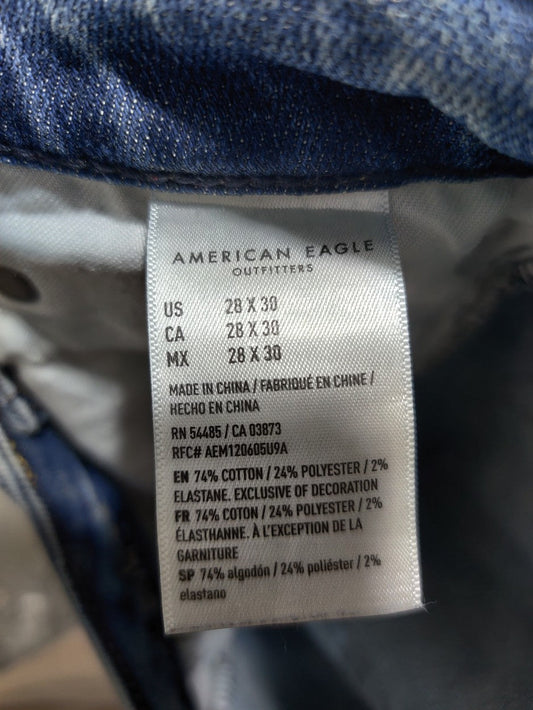 AMERICAN EAGLE
OUTFITTERS
US 28 X 30
CA 28 X 30
MX 28 X 30
MADE IN CHINA / FABRIQUÉ EN CHINE /
HECHO EN CHINA
RN 54485 / CA 03873
RFC# AEM120605U9A
EN 74% COTTON / 24% POLYESTER / 2%
ELASTANE. EXCLUSIVE OF DECORATION
FR 74% COTON / 24% POLYESTER / 2%
ÉLASTHANNE. À L'EXCEPTION DE LA
GARNITURE
SP 74% algodón / 24% poliéster / 2%
elastano